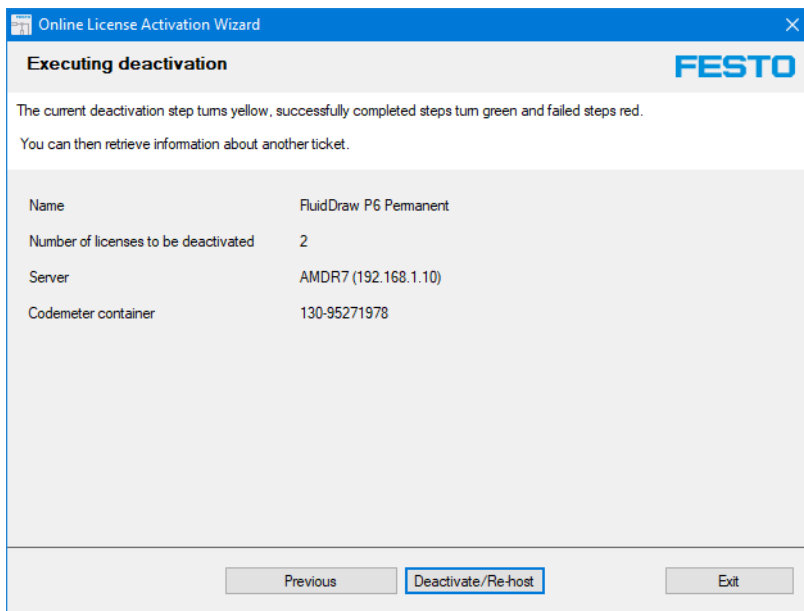 Online License Activation Wizard
Executing deactivation
FESTO
The current deactivation step turns yellow, successfully completed steps turn green and failed steps red.
You can then retrieve information about another ticket.
Name FluidDraw P6 Permanent
Number of licenses to be deactivated 2
Server AMDR7 (192.168.1.10)
Codemeter container 130-95271978
Previous Deactivate/Re-host Exit